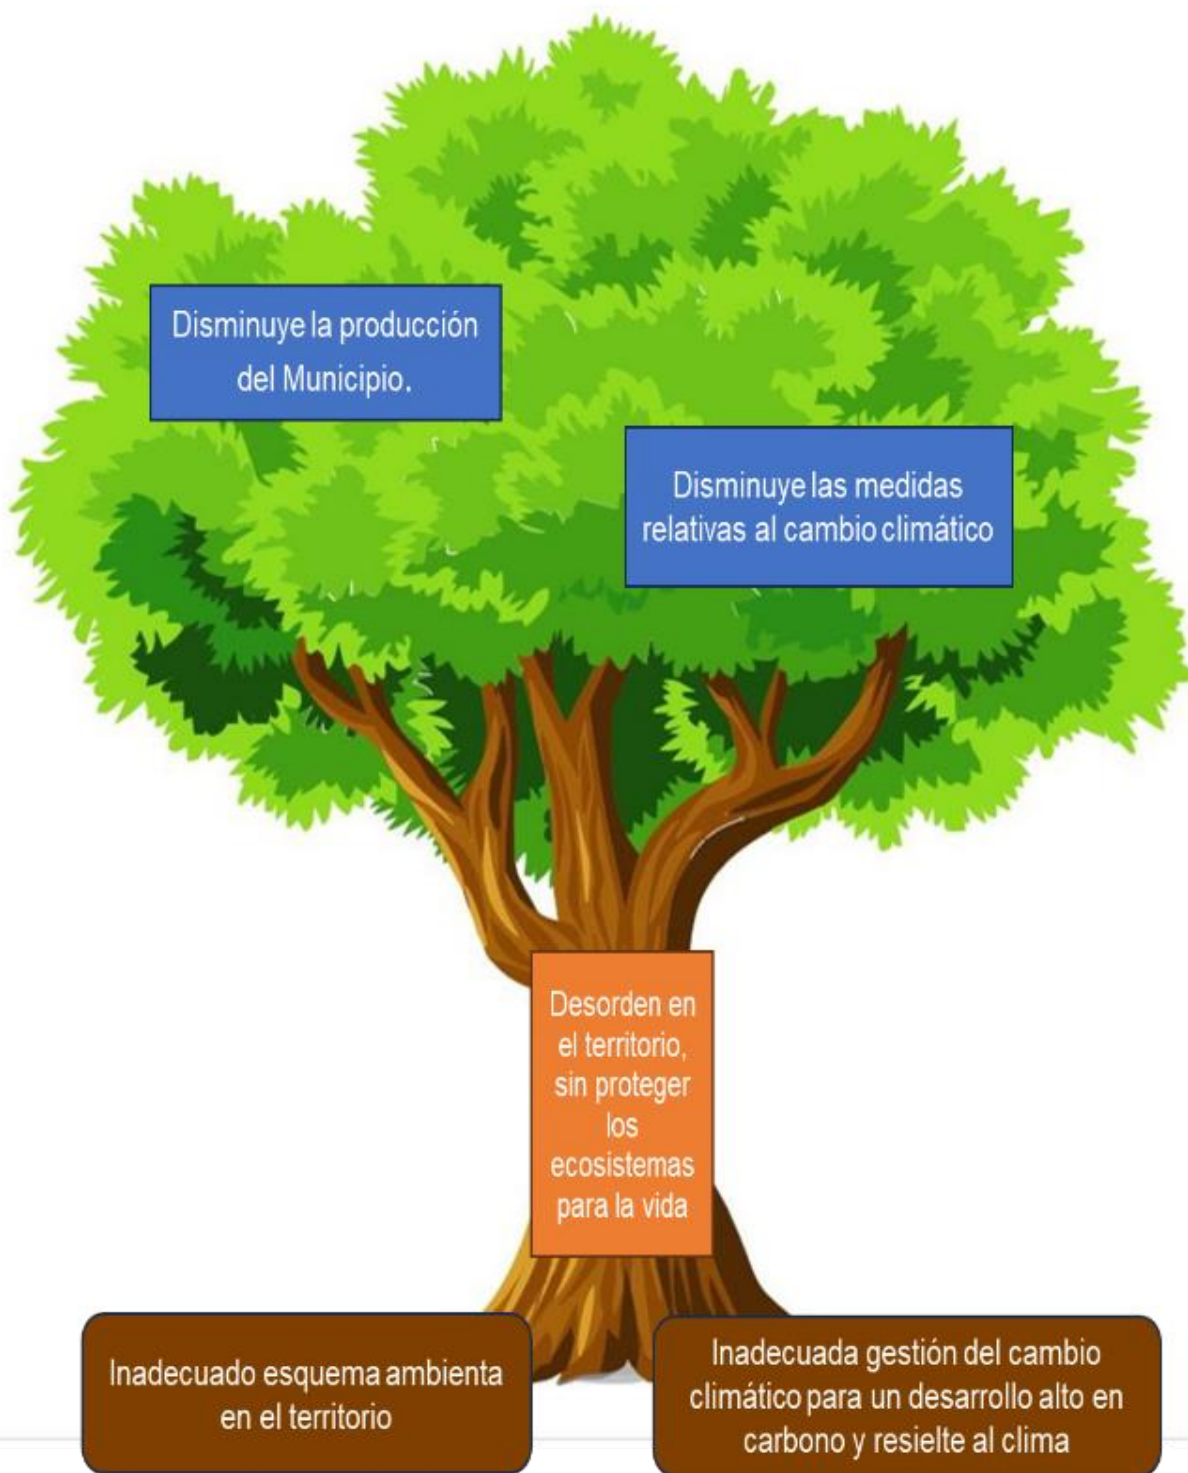 Disminuye la producción
del Municipio.
Disminuye las medidas
relativas al cambio climático
Desorden en
el territorio,
sin proteger
los
ecosistemas
para la vida
Inadecuado esquema ambienta
en el territorio
Inadecuada gestión del cambio
climático para un desarrollo alto en
carbono y resielte al clima